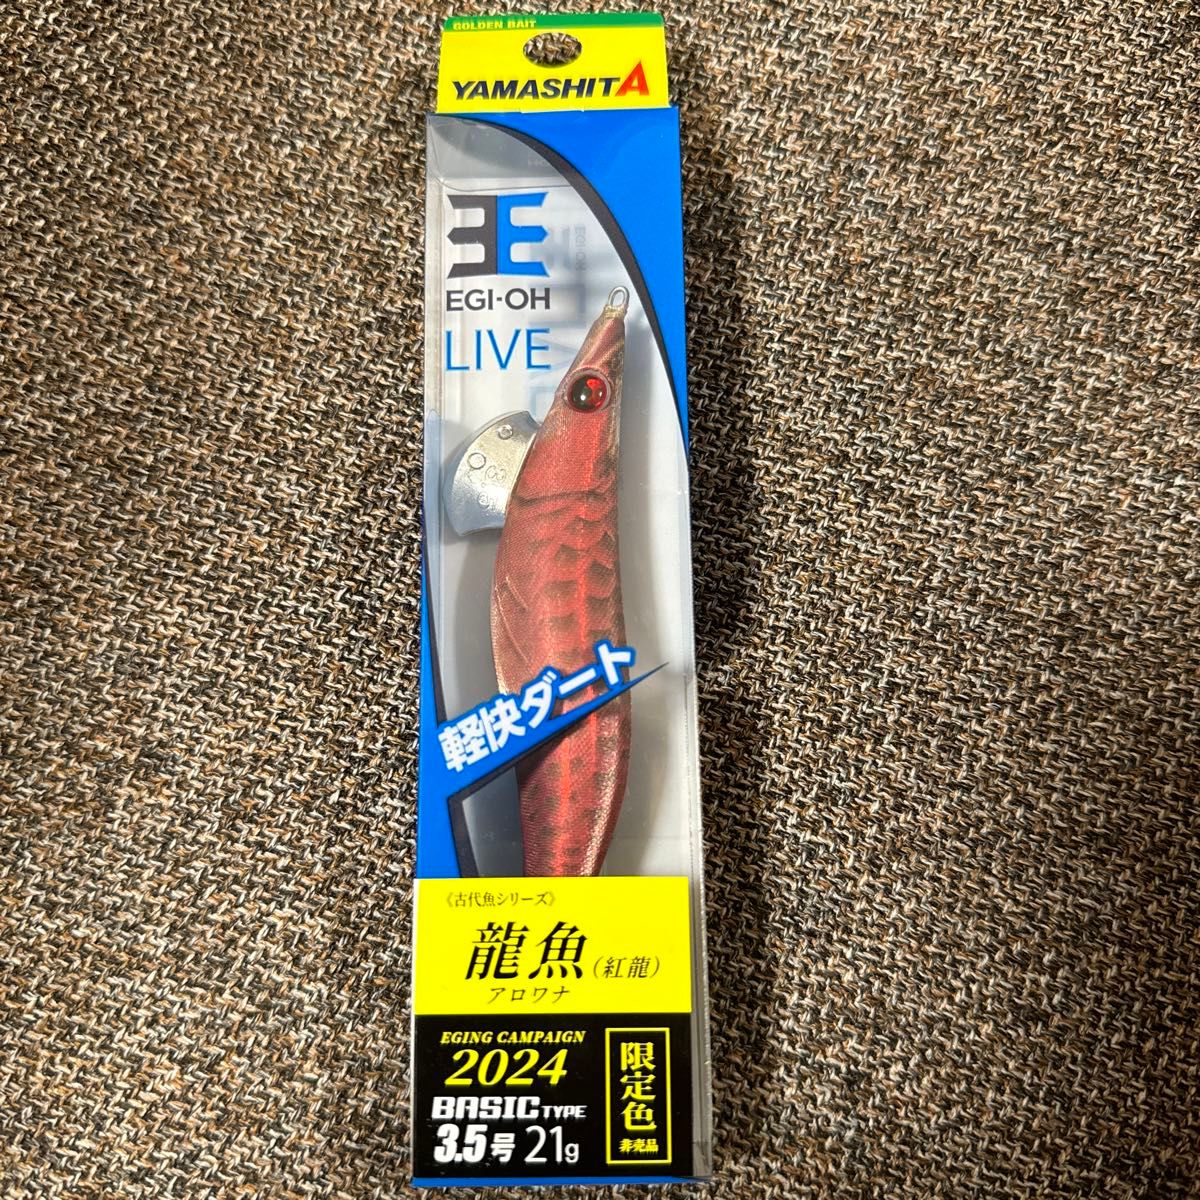 GOLDEN BAIT
YAMASHITA
EGI-OH
LIVE
軽快ダート
《古代魚シリーズ》
龍魚(紅龍)
アロワナ
EGING CAMPAIGN
2024
BASIC TYPE
3.5号 21g
限定色
非売品